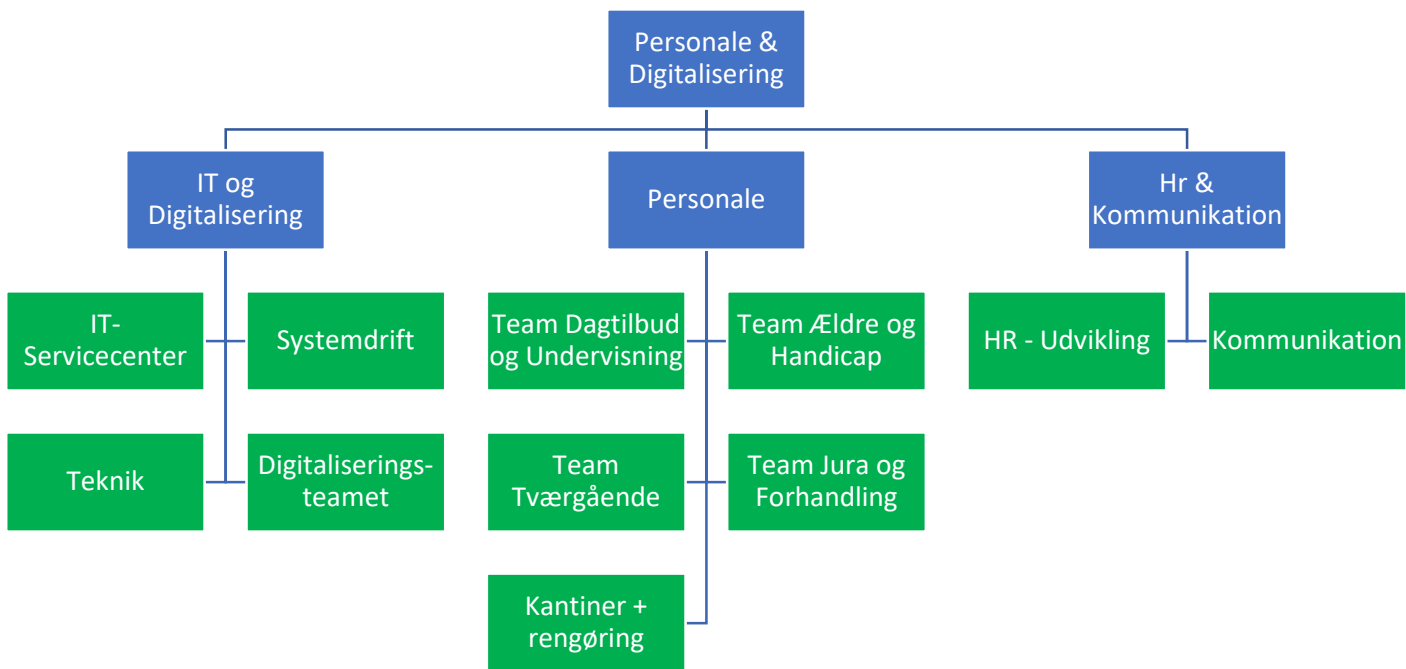 Personale &
Digitalisering
IT og
Digitalisering
Personale
Hr &
Kommunikation
IT-
Servicecenter
Systemdrift
Team Dagtilbud
og Undervisning
Team Ældre og
Handicap
HR - Udvikling
Kommunikation
Teknik
Digitaliserings-
teamet
Team
Tværgående
Team Jura og
Forhandling
Kantiner +
rengøring